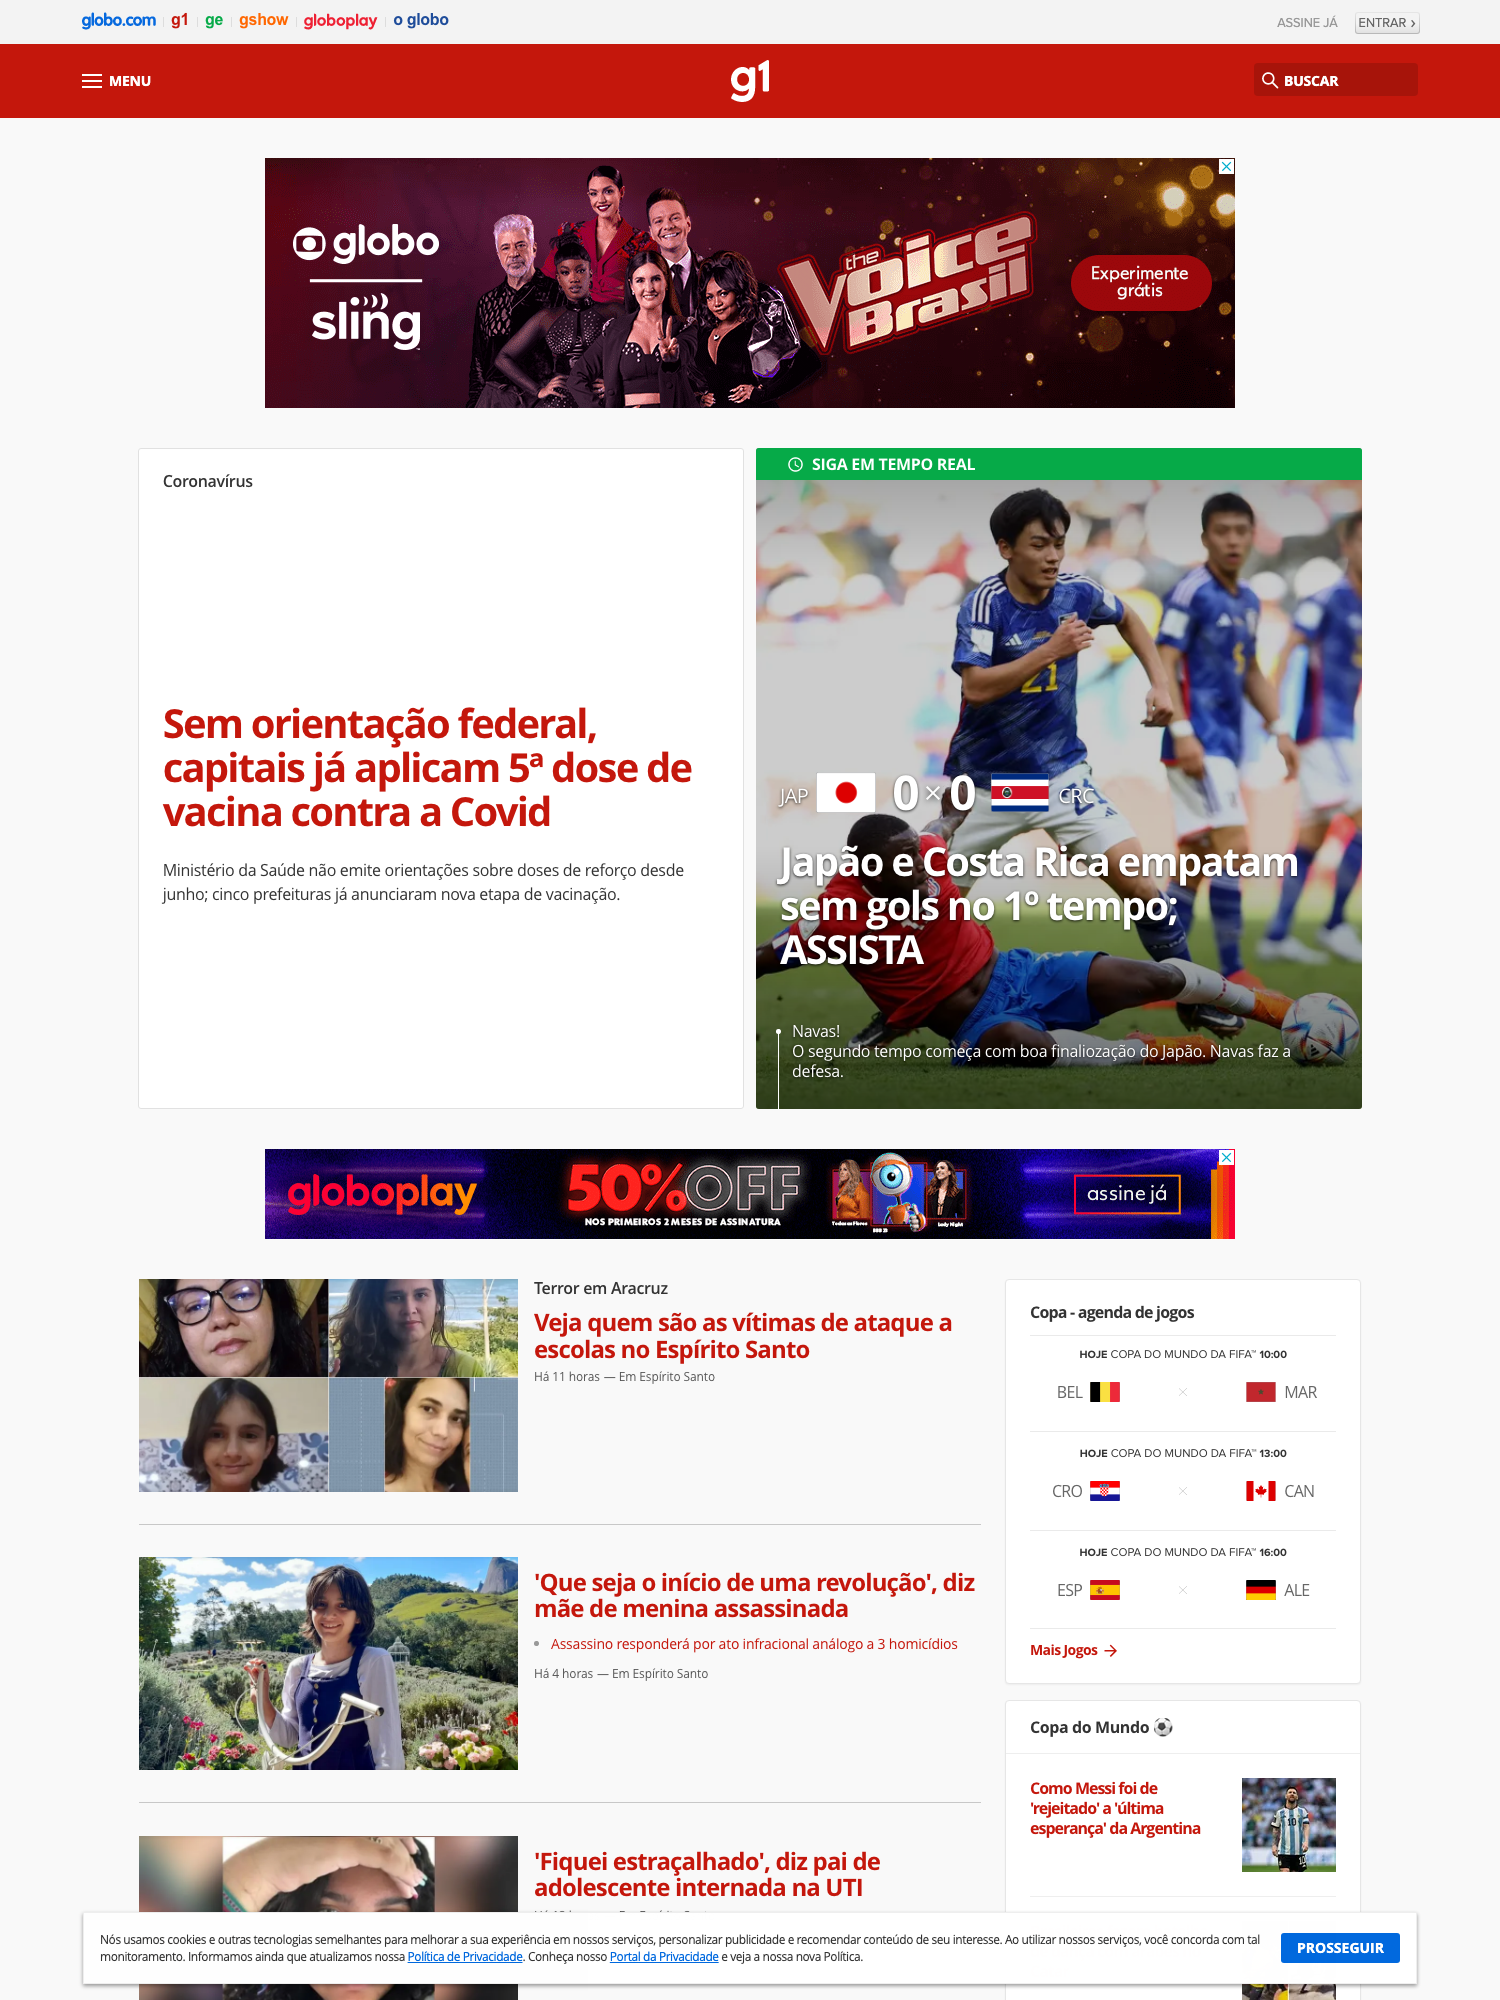 globo.com g1 ge gshow globoplay o globo
ASSINE JÁ ENTRAR ›
MENU
g1
BUSCAR
globo
sling
the Voice Brasil
Experimente
grátis
Coronavírus
Sem orientação federal,
capitais já aplicam 5ª dose de
vacina contra a Covid
Ministério da Saúde não emite orientações sobre doses de reforço desde
junho; cinco prefeituras já anunciaram nova etapa de vacinação.
SIGA EM TEMPO REAL
21
JAP 0 × 0 CRC
Japão e Costa Rica empatam
sem gols no 1º tempo;
ASSISTA
Navas!
O segundo tempo começa com boa finaliozação do Japão. Navas faz a
defesa.
globoplay
50%OFF
NOS PRIMEIROS 2 MESES DE ASSINATURA
Todas as Flores
BBB 23
Lady Night
assine já
Terror em Aracruz
Veja quem são as vítimas de ataque a
escolas no Espírito Santo
Há 11 horas — Em Espírito Santo
'Que seja o início de uma revolução', diz
mãe de menina assassinada
Assassino responderá por ato infracional análogo a 3 homicídios
Há 4 horas — Em Espírito Santo
'Fiquei estraçalhado', diz pai de
adolescente internada na UTI
Copa - agenda de jogos
HOJE COPA DO MUNDO DA FIFA™ 10:00
BEL × MAR
HOJE COPA DO MUNDO DA FIFA™ 13:00
CRO × CAN
HOJE COPA DO MUNDO DA FIFA™ 16:00
ESP × ALE
Mais Jogos →
Copa do Mundo ⚽
Como Messi foi de
'rejeitado' a 'última
esperança' da Argentina
10
Nós usamos cookies e outras tecnologias semelhantes para melhorar a sua experiência em nossos serviços, personalizar publicidade e recomendar conteúdo de seu interesse. Ao utilizar nossos serviços, você concorda com tal
monitoramento. Informamos ainda que atualizamos nossa Política de Privacidade. Conheça nosso Portal da Privacidade e veja a nossa nova Política.
PROSSEGUIR